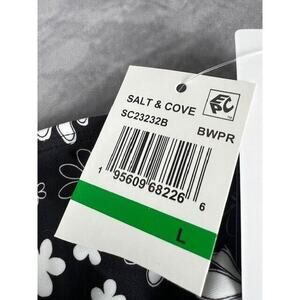 SALT & COVE
SC23232B
BWPR
1 95609 68226 6
L